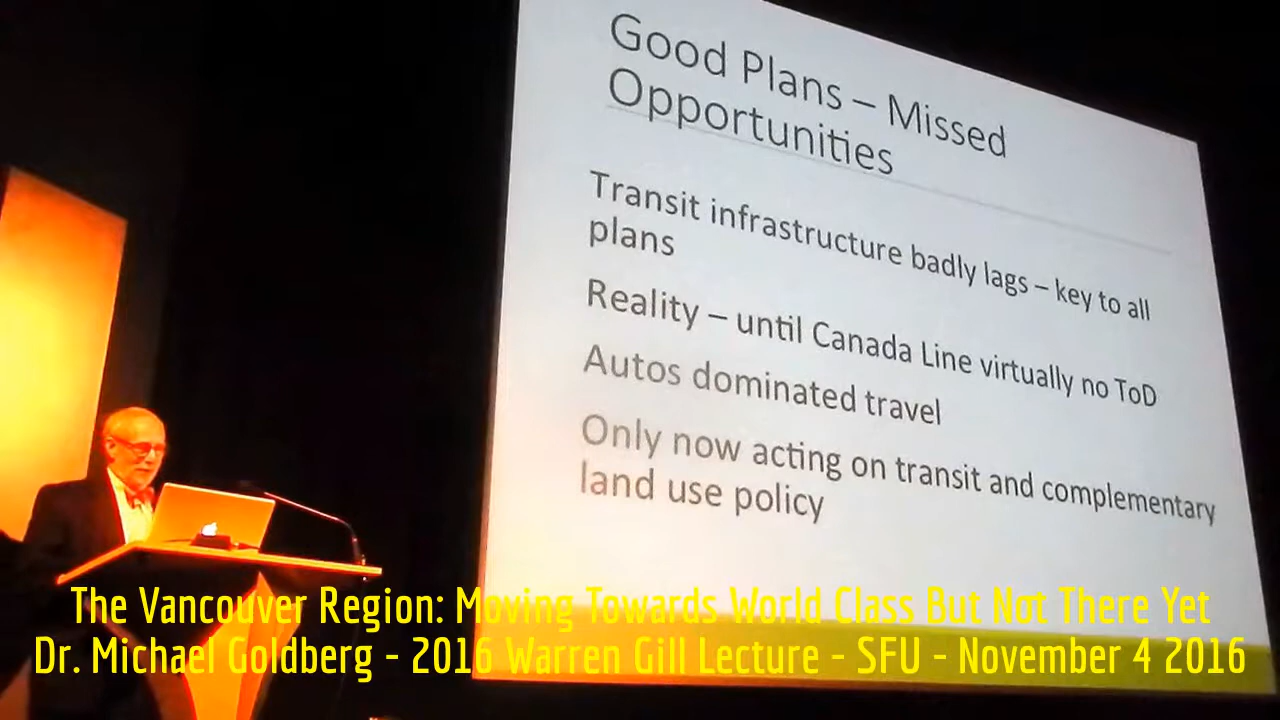 Good Plans – Missed
Opportunities
Transit infrastructure badly lags – key to all
plans
Reality – until Canada Line virtually no ToD
Autos dominated travel
Only now acting on transit and complementary
land use policy
The Vancouver Region: Moving Towards World Class But Not There Yet
Dr. Michael Goldberg - 2016 Warren Gill Lecture - SFU - November 4 2016